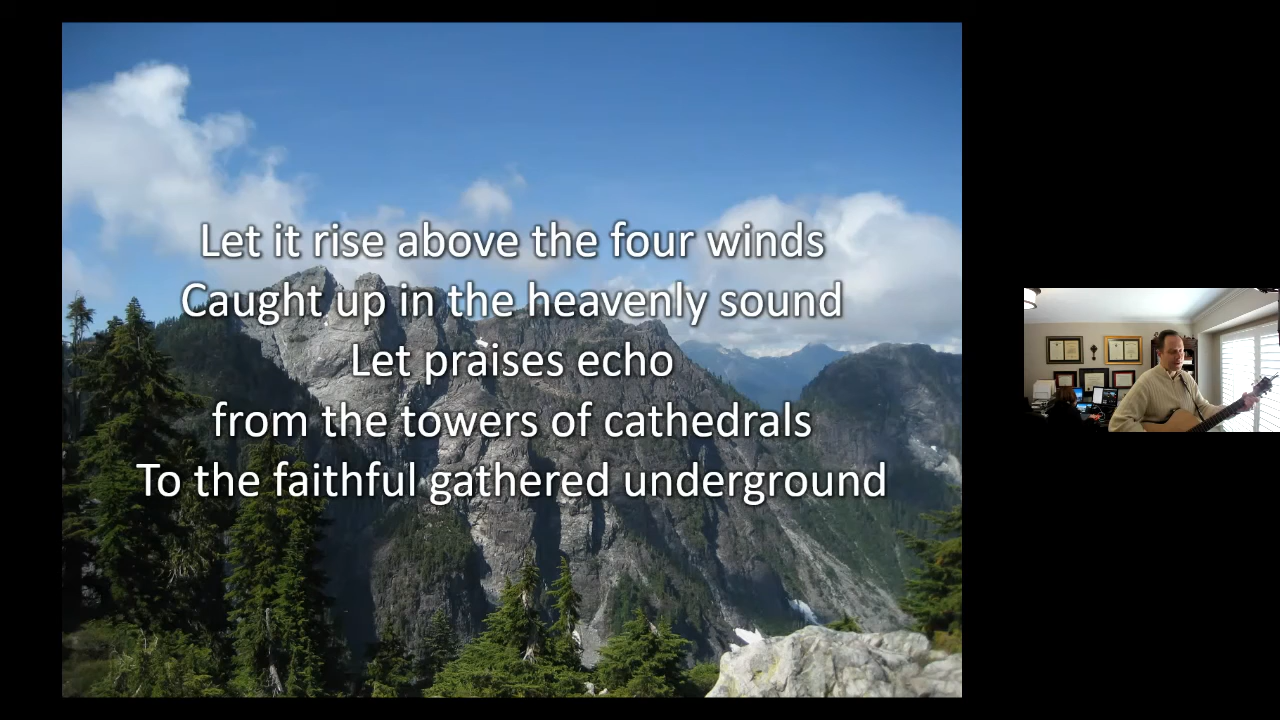 Let it rise above the four winds
Caught up in the heavenly sound
Let praises echo
from the towers of cathedrals
To the faithful gathered underground